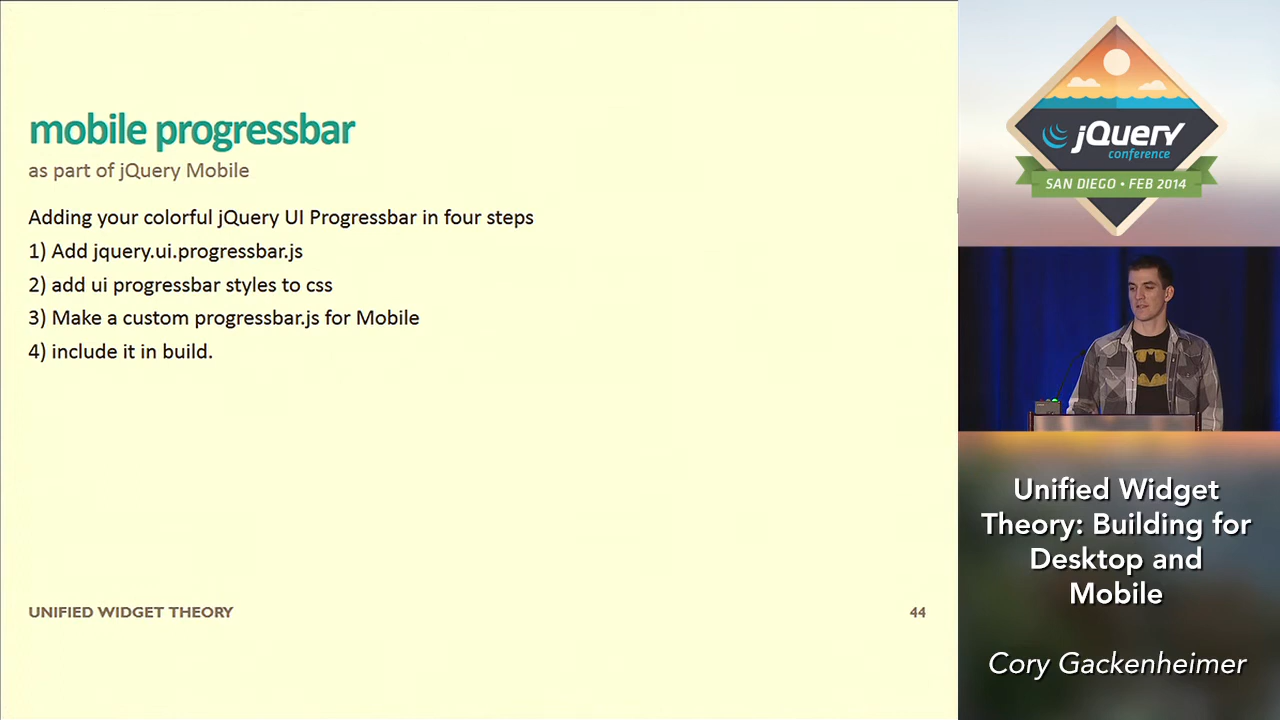 mobile progressbar
as part of jQuery Mobile
Adding your colorful jQuery UI Progressbar in four steps
1) Add jquery.ui.progressbar.js
2) add ui progressbar styles to css
3) Make a custom progressbar.js for Mobile
4) include it in build.
UNIFIED WIDGET THEORY
44
jQuery
conference
SAN DIEGO • FEB 2014
Unified Widget
Theory: Building for
Desktop and
Mobile
Cory Gackenheimer